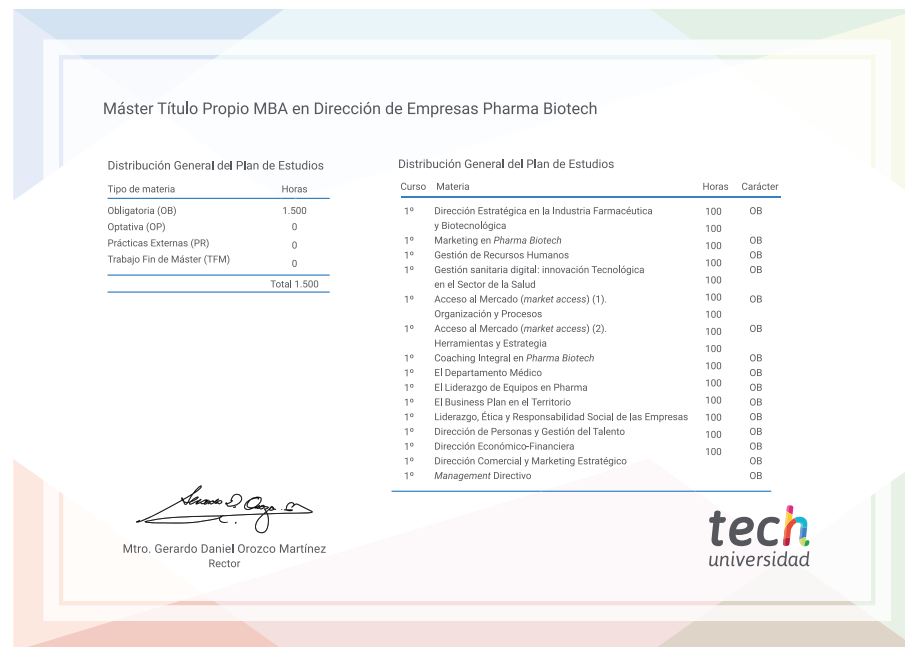 Máster Título Propio MBA en Dirección de Empresas Pharma Biotech
Distribución General del Plan de Estudios
Tipo de materia Horas
Obligatoria (OB) 1.500
Optativa (OP) 0
Prácticas Externas (PR) 0
Trabajo Fin de Máster (TFM) 0
Total 1.500
Distribución General del Plan de Estudios
Curso Materia Horas Carácter
1º Dirección Estratégica en la Industria Farmacéutica 100 OB
y Biotecnológica 100
1º Marketing en Pharma Biotech 100 OB
1º Gestión de Recursos Humanos 100 OB
1º Gestión sanitaria digital: innovación Tecnológica 100 OB
en el Sector de la Salud
1º Acceso al Mercado (market access) (1). 100 OB
Organización y Procesos 100
1º Acceso al Mercado (market access) (2). 100 OB
Herramientas y Estrategia 100
1º Coaching Integral en Pharma Biotech 100 OB
1º El Departamento Médico OB
1º El Liderazgo de Equipos en Pharma 100 OB
1º El Business Plan en el Territorio 100 OB
1º Liderazgo, Ética y Responsabilidad Social de las Empresas 100 OB
1º Dirección de Personas y Gestión del Talento 100 OB
1º Dirección Económico-Financiera 100 OB
1º Dirección Comercial y Marketing Estratégico OB
1º Management Directivo OB
Mtro. Gerardo Daniel Orozco Martínez
Rector
tech
universidad